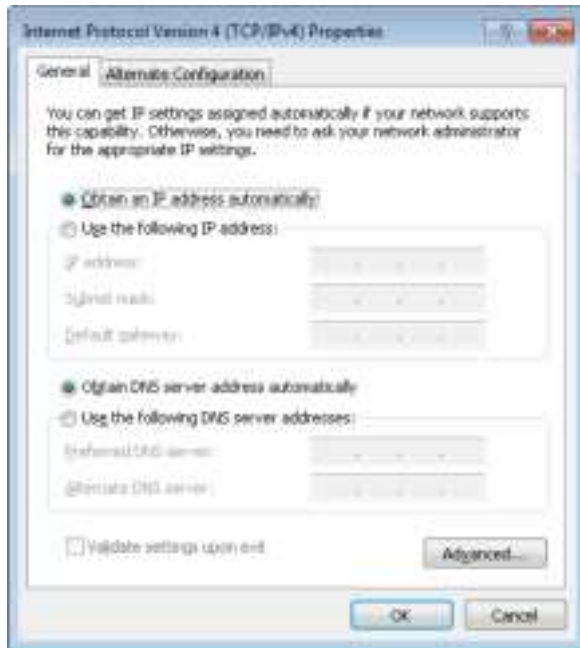 Internet Protocol Version 4 (TCP/IPv4) Properties
General
Alternate Configuration
You can get IP settings assigned automatically if your network supports
this capability. Otherwise, you need to ask your network administrator
for the appropriate IP settings.
Obtain an IP address automatically
Use the following IP address:
IP address:
Subnet mask:
Default gateway:
Obtain DNS server address automatically
Use the following DNS server addresses:
Preferred DNS server:
Alternate DNS server:
Validate settings upon exit
Advanced...
OK
Cancel